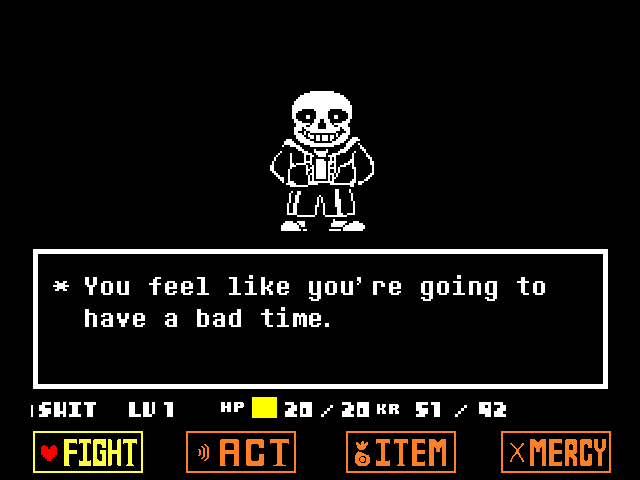 * You feel like you're going to
have a bad time.
LV 1 HP 20 / 20 KR 51 / 92
FIGHT ACT ITEM MERCY